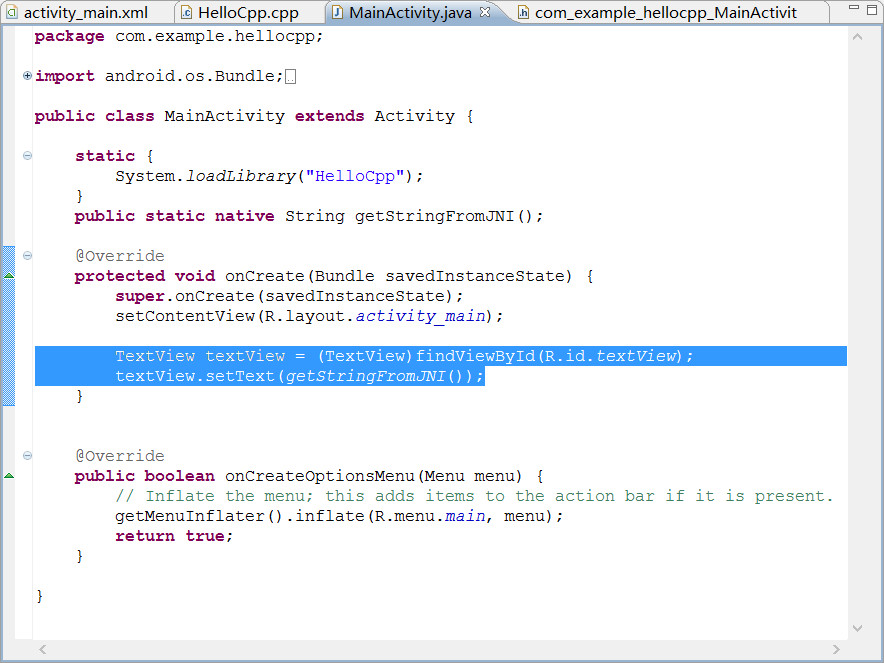 activity_main.xml HelloCpp.cpp MainActivity.java com_example_hellocpp_MainActivit
package com.example.hellocpp;
import android.os.Bundle;
public class MainActivity extends Activity {
static {
System.loadLibrary("HelloCpp");
}
public static native String getStringFromJNI();
@Override
protected void onCreate(Bundle savedInstanceState) {
super.onCreate(savedInstanceState);
setContentView(R.layout.activity_main);
TextView textView = (TextView)findViewById(R.id.textView);
textView.setText(getStringFromJNI());
}
@Override
public boolean onCreateOptionsMenu(Menu menu) {
// Inflate the menu; this adds items to the action bar if it is present.
getMenuInflater().inflate(R.menu.main, menu);
return true;
}
}